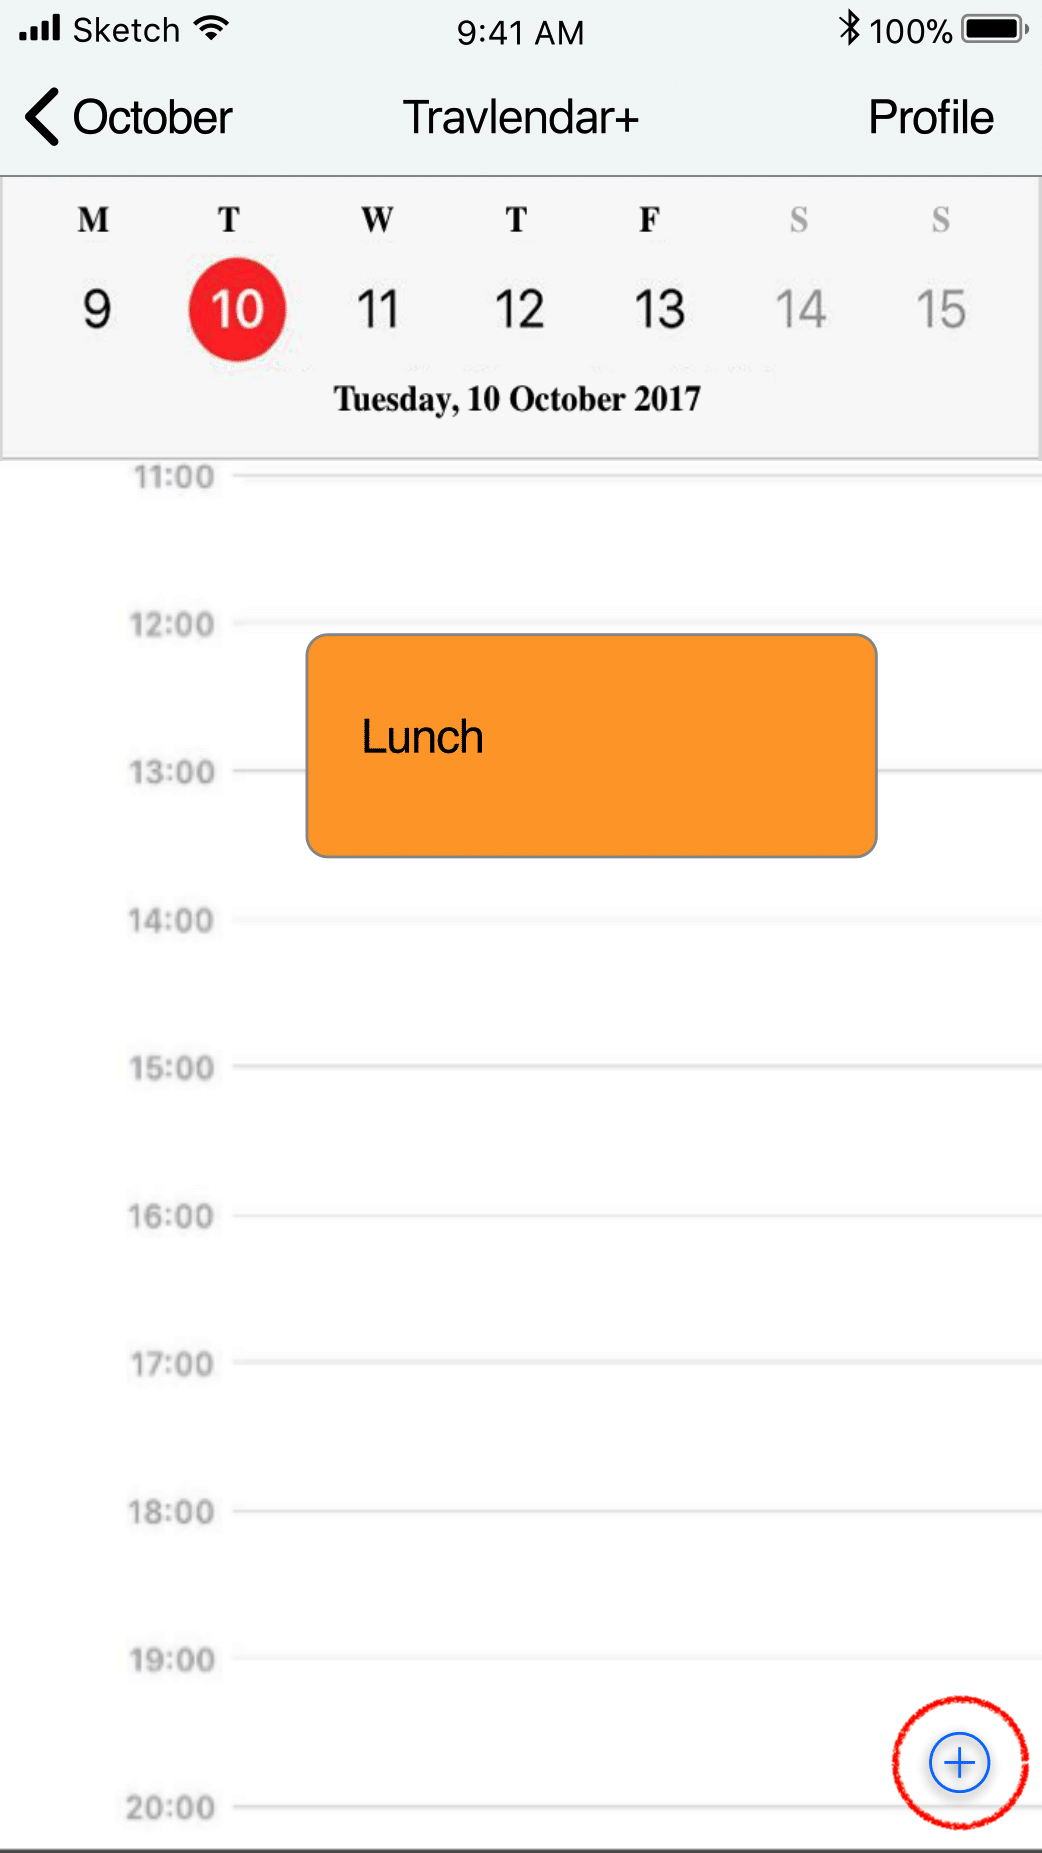 Sketch 9:41 AM 100%
October Travlendar+ Profile
M T W T F S S
9 10 11 12 13 14 15
Tuesday, 10 October 2017
11:00
12:00
Lunch
13:00
14:00
15:00
16:00
17:00
18:00
19:00
20:00